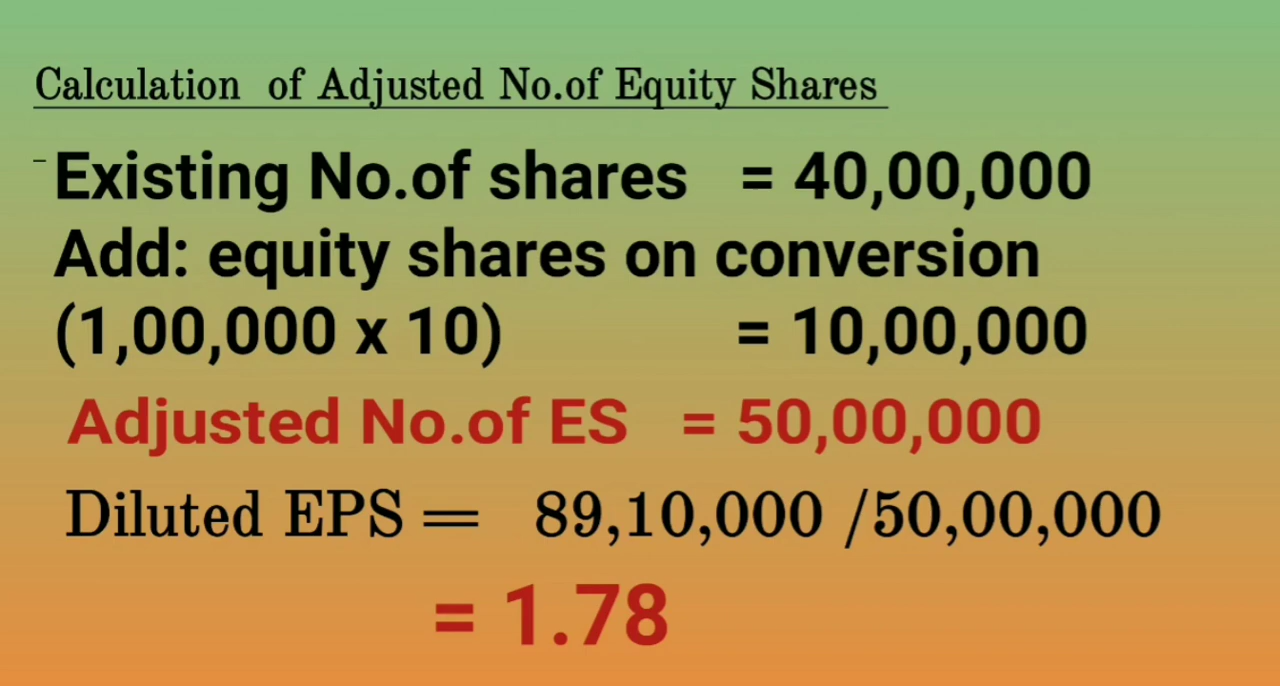 Calculation of Adjusted No.of Equity Shares
- Existing No.of shares = 40,00,000
Add: equity shares on conversion
(1,00,000 x 10) = 10,00,000
Adjusted No.of ES = 50,00,000
Diluted EPS = 89,10,000 /50,00,000
= 1.78